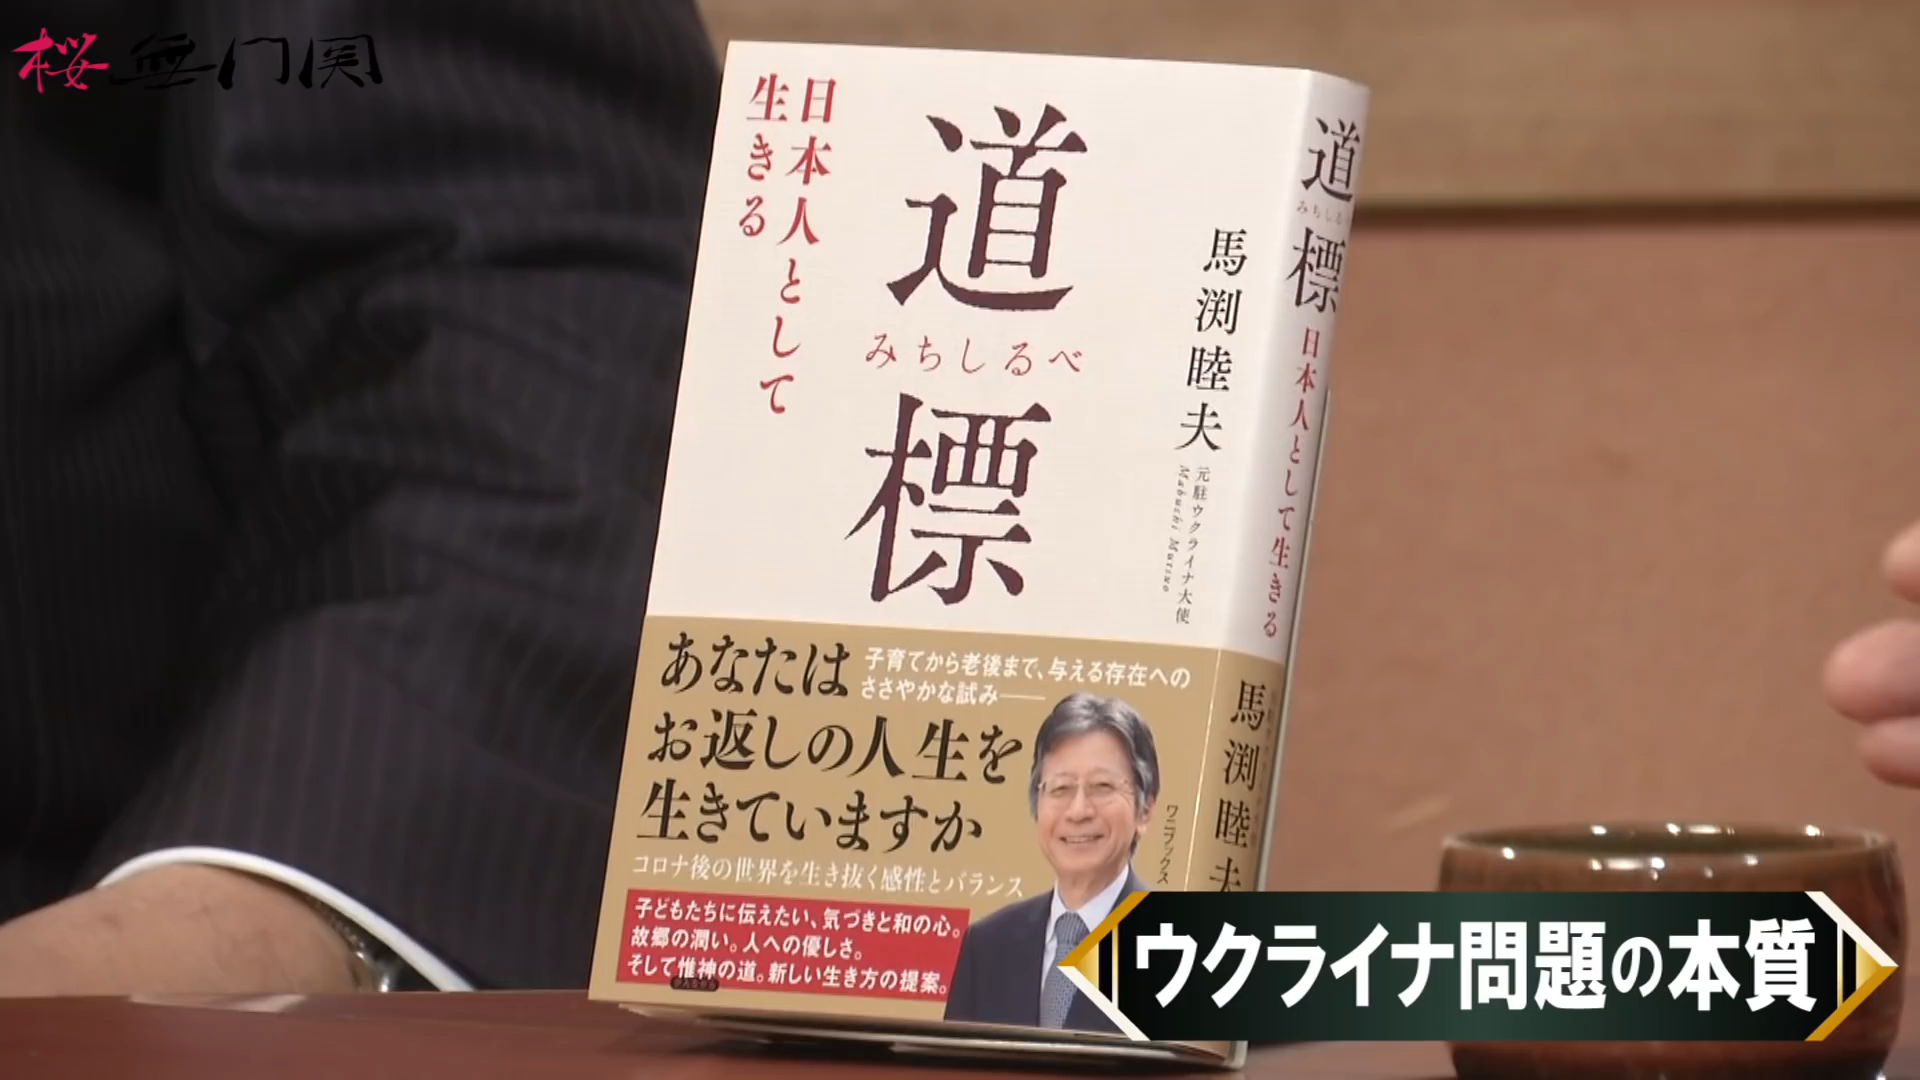 桜無門関
道標
みちしるべ
日本人として
生きる
馬渕睦夫
元駐ウクライナ大使
Mabuchi Mutsuo
あなたは
お返しの人生を
生きていますか
子育てから老後まで、与える存在への
ささやかな試み――
コロナ後の世界を生き抜く感性とバランス
子どもたちに伝えたい、気づきと和の心。
故郷の潤い。人への優しさ。
そして惟神の道。新しい生き方の提案。
ワニブックス
道標
みちしるべ
日本人として生きる
馬渕睦夫
ウクライナ問題の本質